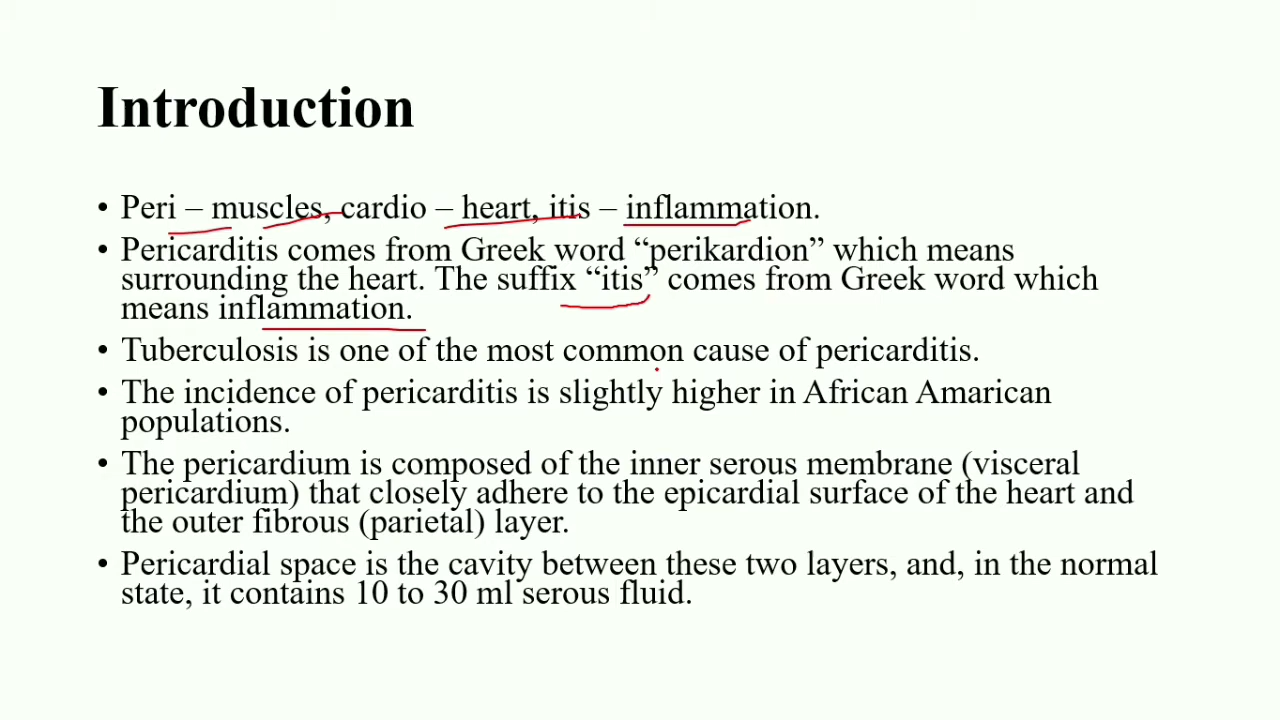 Introduction
• Peri – muscles, cardio – heart, itis – inflammation.
• Pericarditis comes from Greek word “perikardion” which means
surrounding the heart. The suffix “itis” comes from Greek word which
means inflammation.
• Tuberculosis is one of the most common cause of pericarditis.
• The incidence of pericarditis is slightly higher in African Amarican
populations.
• The pericardium is composed of the inner serous membrane (visceral
pericardium) that closely adhere to the epicardial surface of the heart and
the outer fibrous (parietal) layer.
• Pericardial space is the cavity between these two layers, and, in the normal
state, it contains 10 to 30 ml serous fluid.